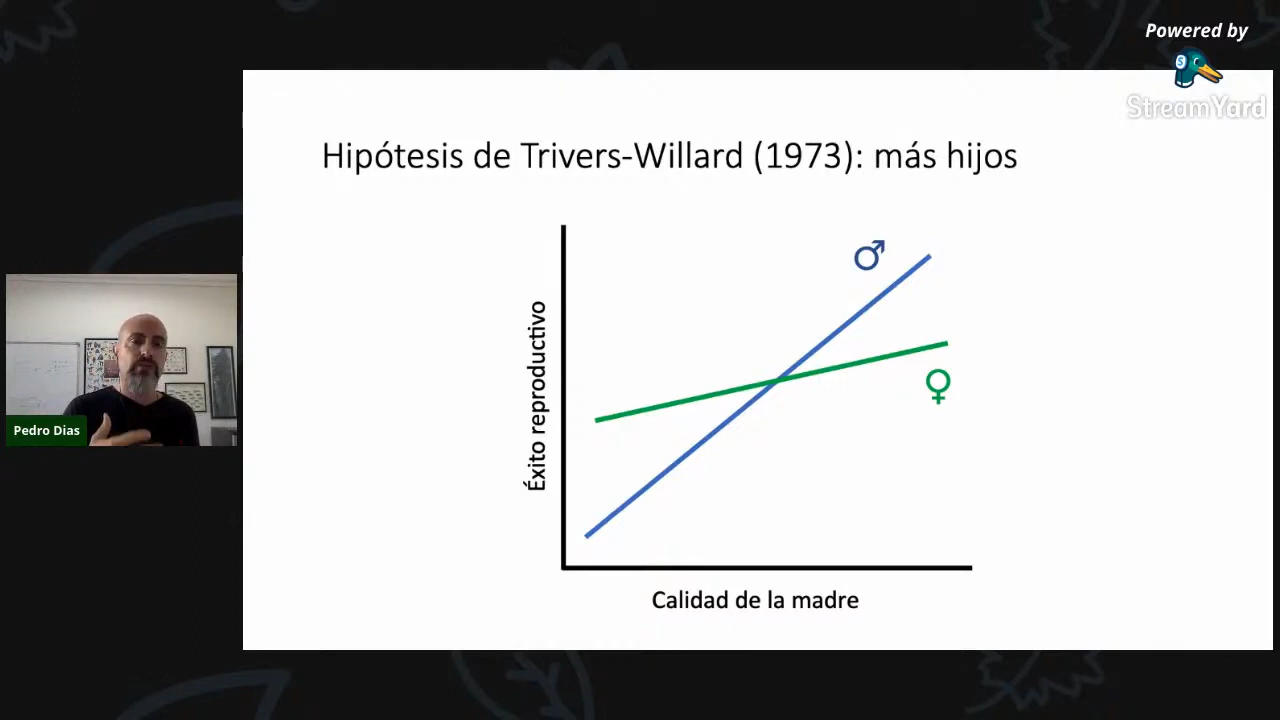 Powered by
StreamYard
Hipótesis de Trivers-Willard (1973): más hijos
♂
Éxito reproductivo
♀
Calidad de la madre
Pedro Dias